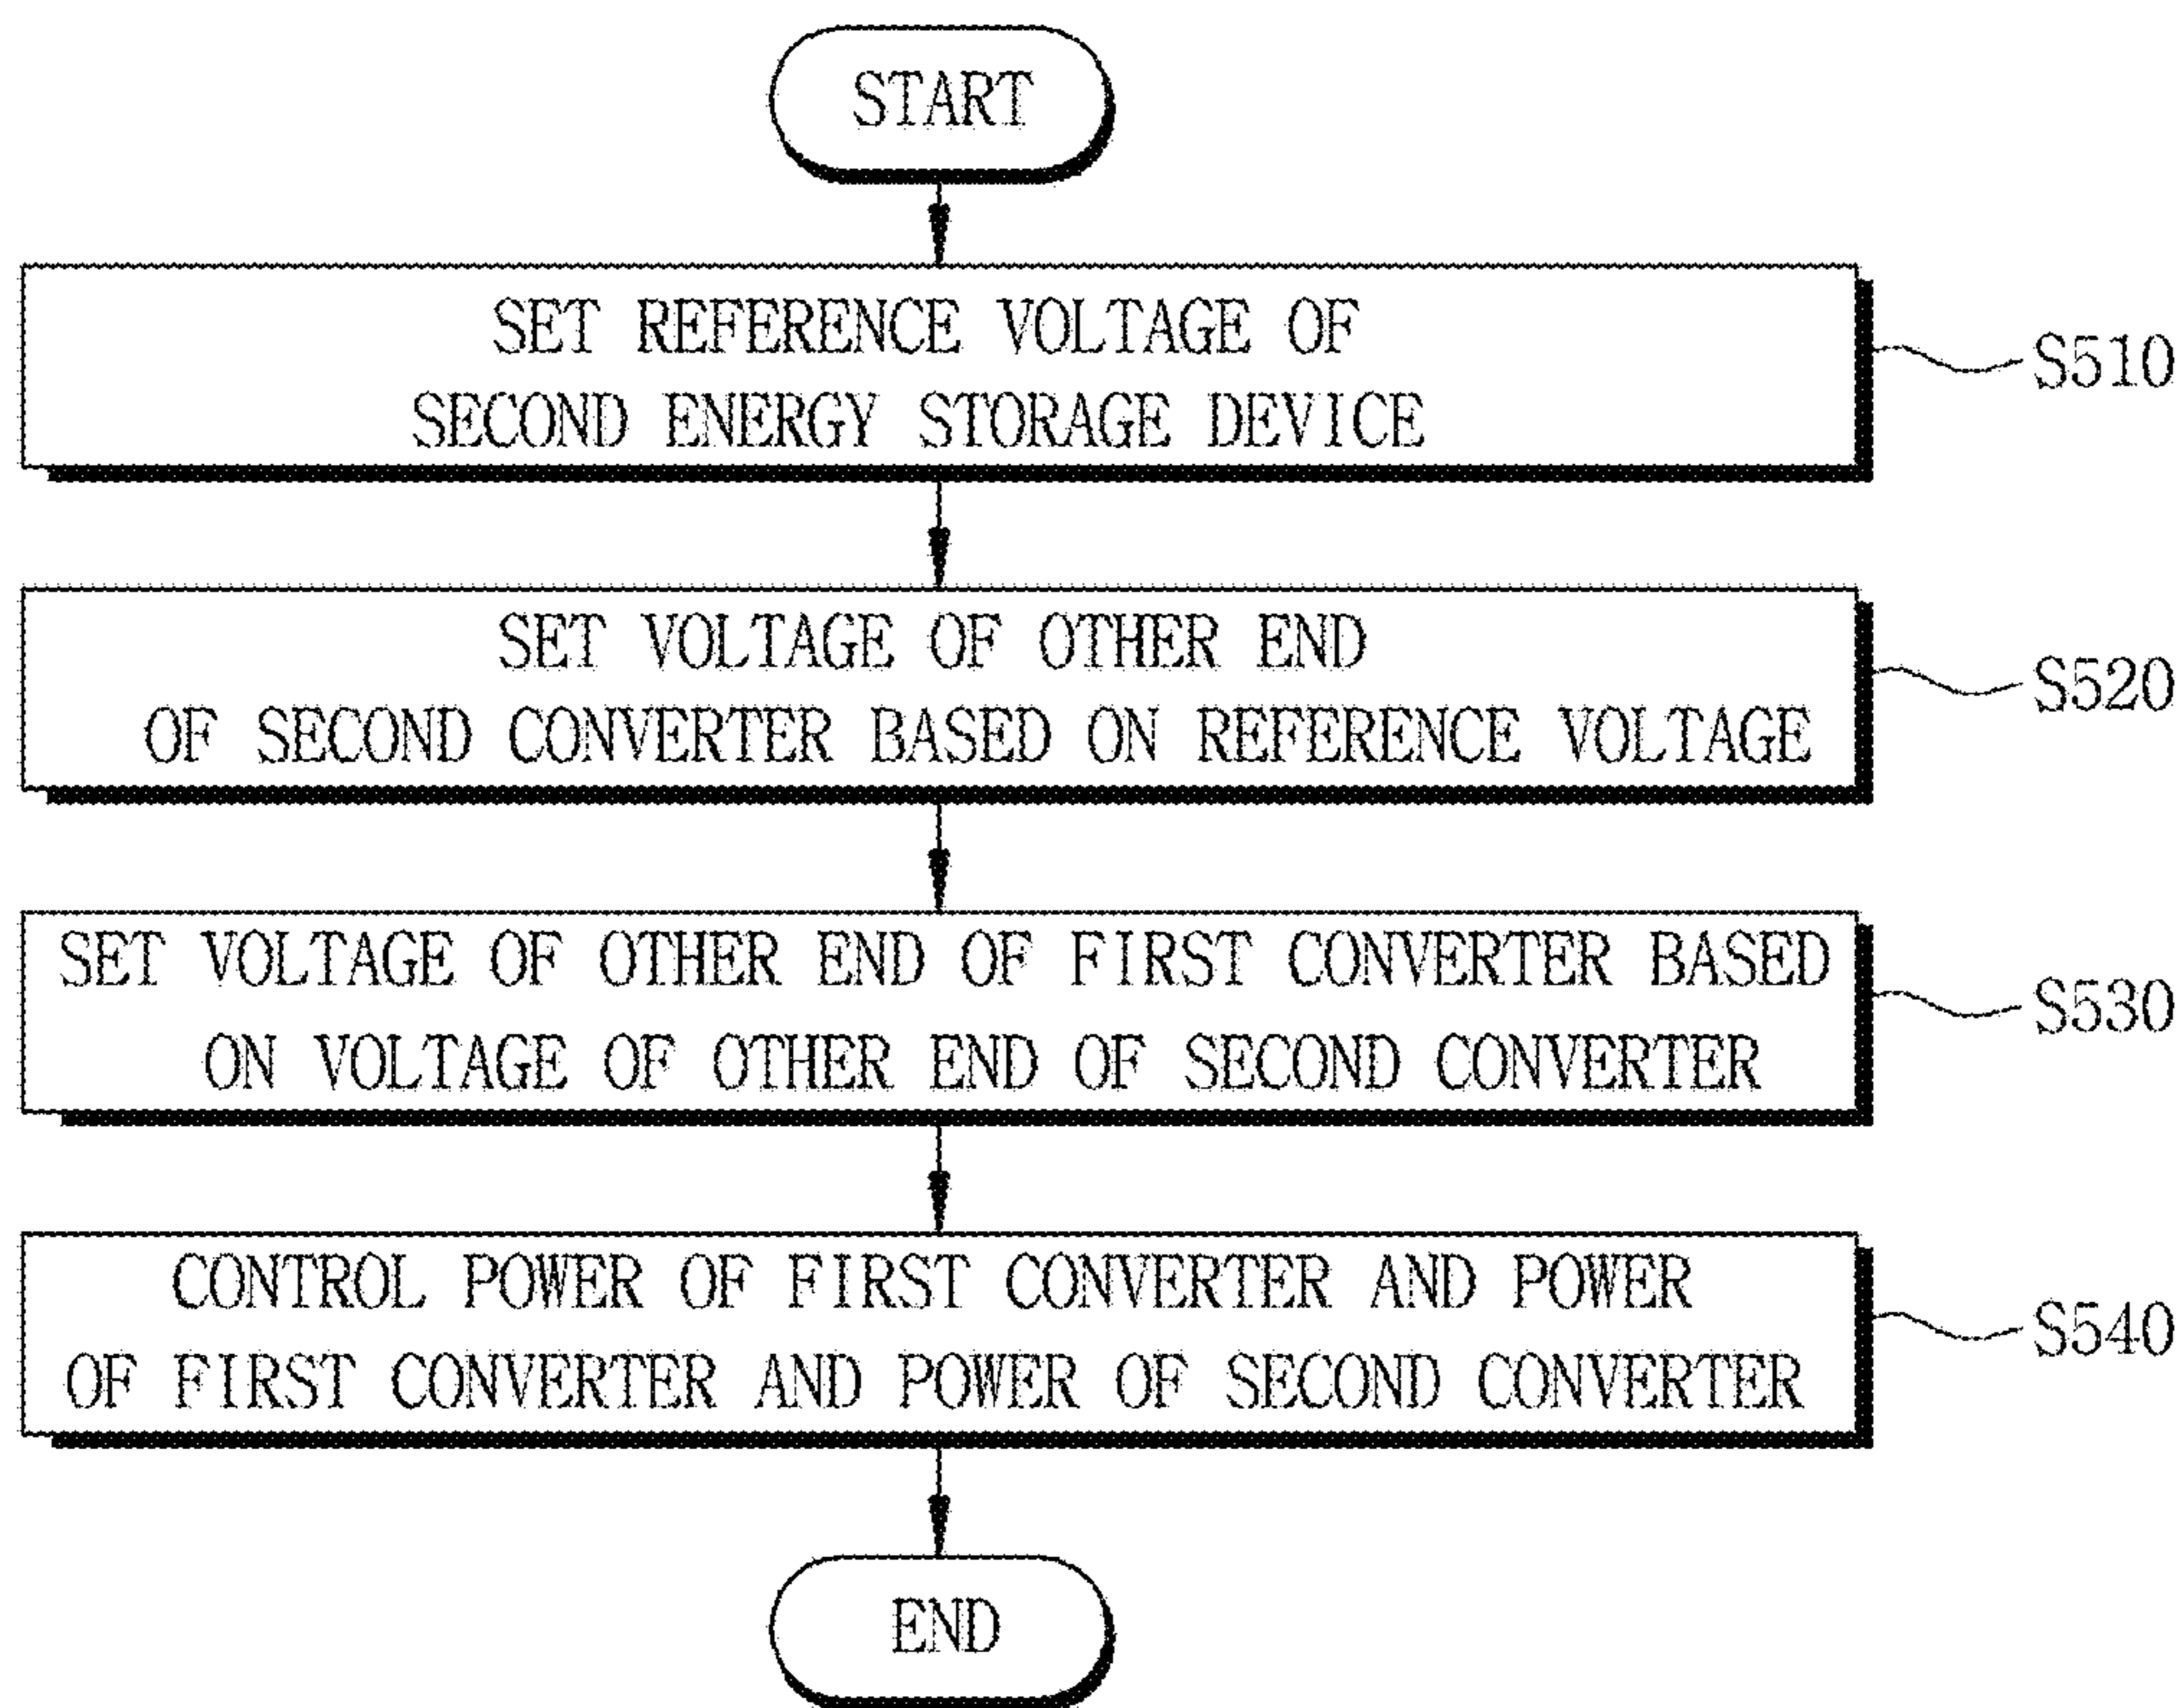 START
SET REFERENCE VOLTAGE OF
SECOND ENERGY STORAGE DEVICE
S510
SET VOLTAGE OF OTHER END
OF SECOND CONVERTER BASED ON REFERENCE VOLTAGE
S520
SET VOLTAGE OF OTHER END OF FIRST CONVERTER BASED
ON VOLTAGE OF OTHER END OF SECOND CONVERTER
S530
CONTROL POWER OF FIRST CONVERTER AND POWER
OF FIRST CONVERTER AND POWER OF SECOND CONVERTER
S540
END